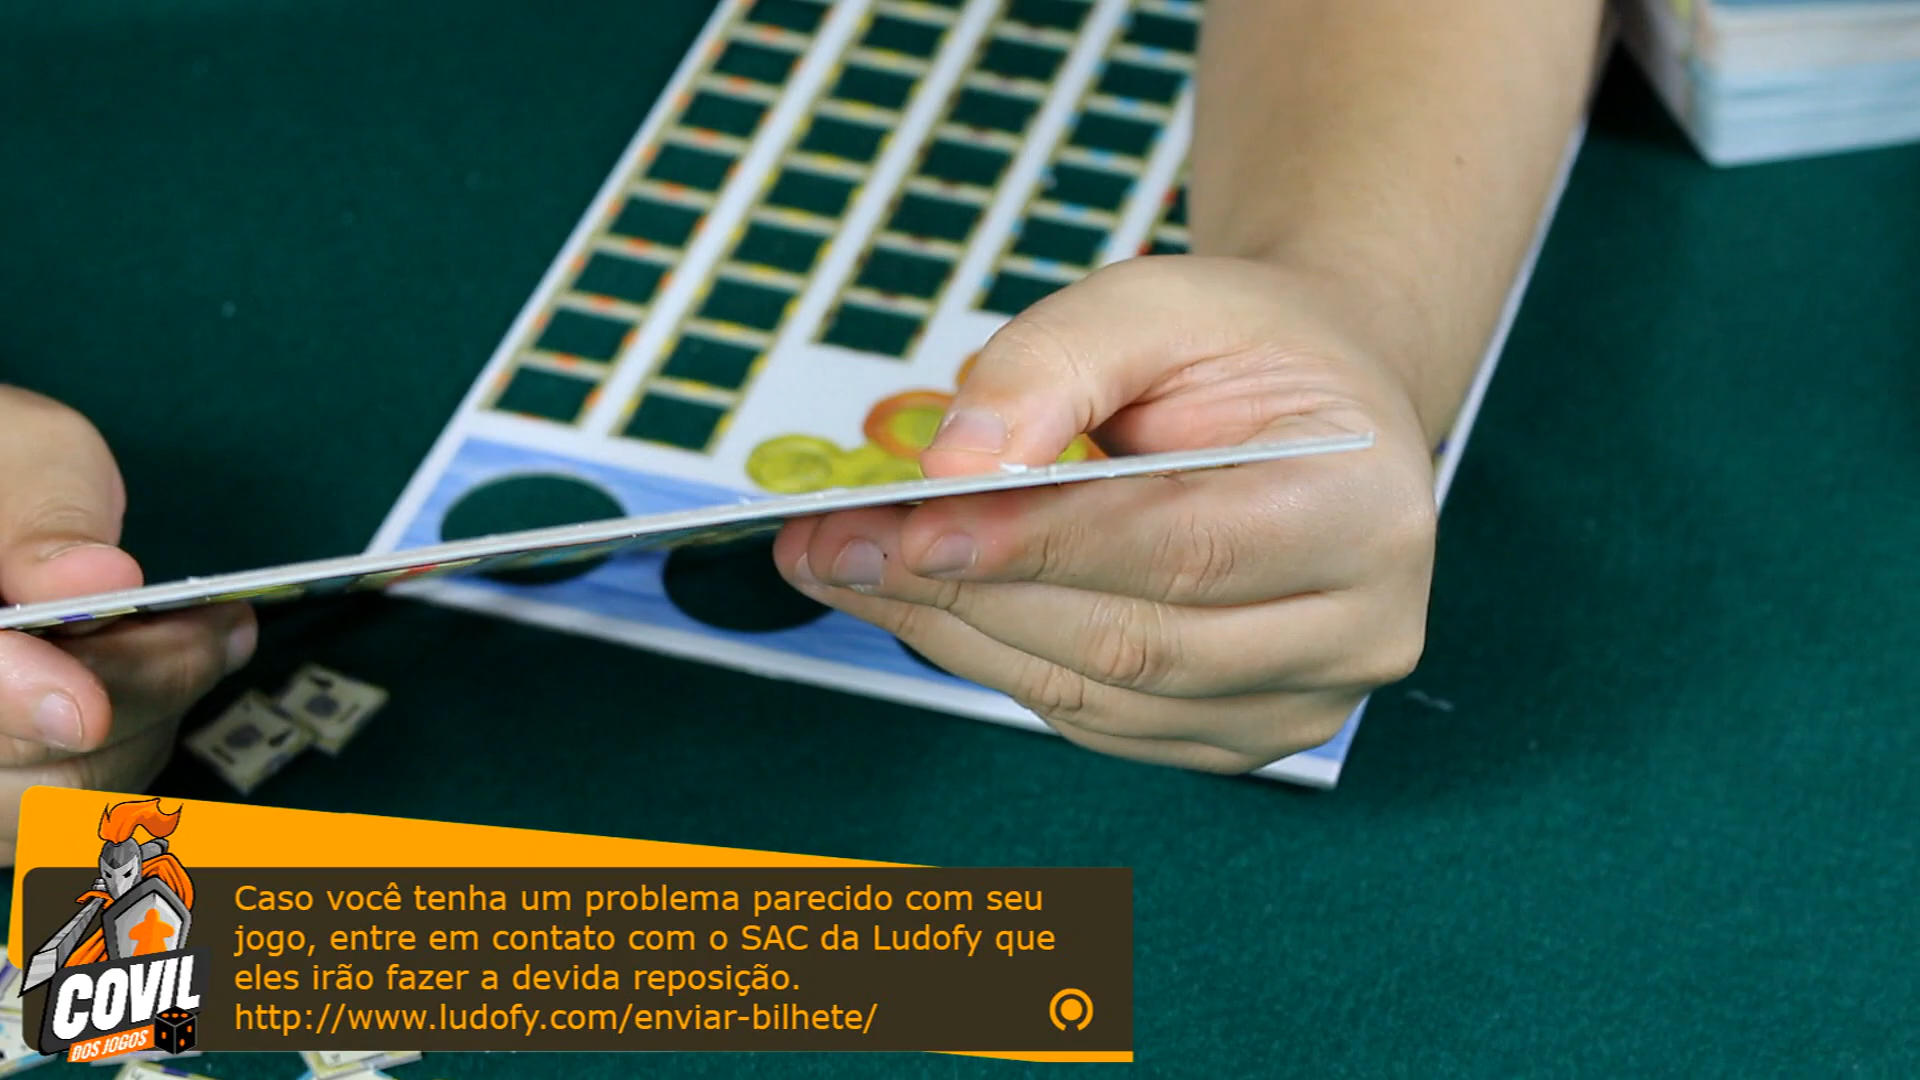 Caso você tenha um problema parecido com seu
jogo, entre em contato com o SAC da Ludofy que
eles irão fazer a devida reposição.
http://www.ludofy.com/enviar-bilhete/
COVIL
DOS JOGOS